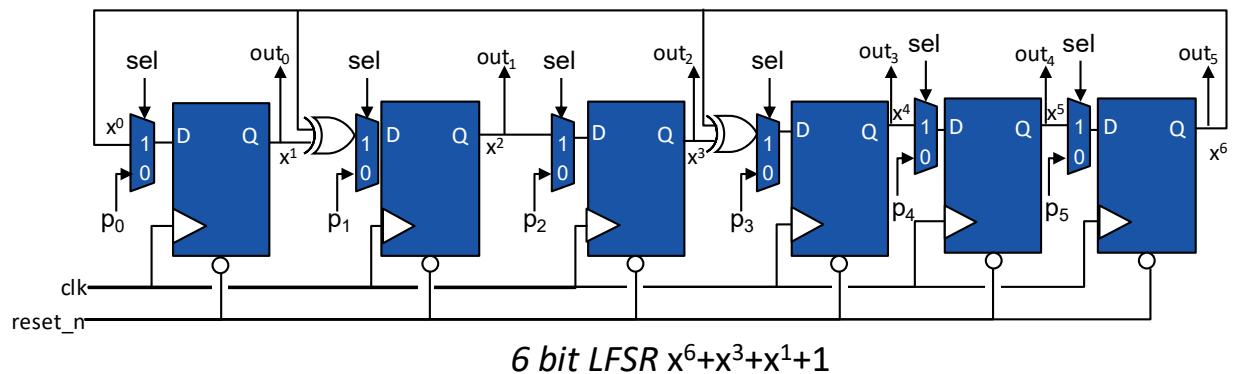 sel out₀ sel out₁ sel out₂ sel out₃ sel out₄ sel out₅
x⁰ 1 D Q x¹ 1 D Q x² 1 D Q x³ 1 D Q x⁴ 1 D Q x⁵ 1 D Q x⁶
0 0 0 0 0 0
p₀ p₁ p₂ p₃ p₄ p₅
clk
reset_n
6 bit LFSR x⁶+x³+x¹+1